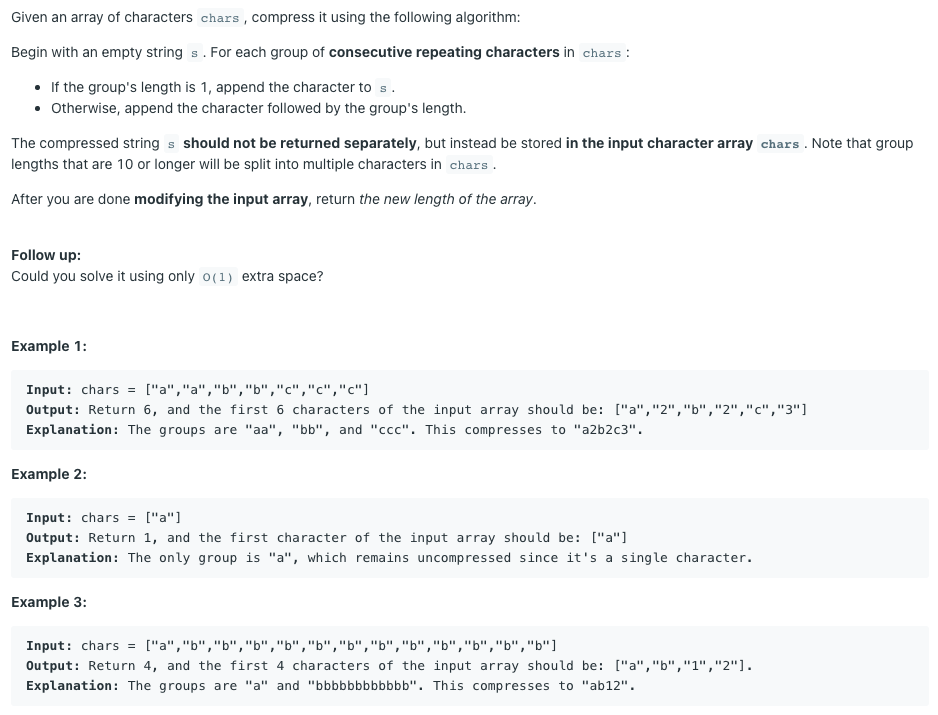 Given an array of characters chars, compress it using the following algorithm:
Begin with an empty string s. For each group of consecutive repeating characters in chars:
• If the group's length is 1, append the character to s.
• Otherwise, append the character followed by the group's length.
The compressed string s should not be returned separately, but instead be stored in the input character array chars. Note that group
lengths that are 10 or longer will be split into multiple characters in chars.
After you are done modifying the input array, return the new length of the array.
Follow up:
Could you solve it using only O(1) extra space?
Example 1:
Input: chars = ["a","a","b","b","c","c","c"]
Output: Return 6, and the first 6 characters of the input array should be: ["a","2","b","2","c","3"]
Explanation: The groups are "aa", "bb", and "ccc". This compresses to "a2b2c3".
Example 2:
Input: chars = ["a"]
Output: Return 1, and the first character of the input array should be: ["a"]
Explanation: The only group is "a", which remains uncompressed since it's a single character.
Example 3:
Input: chars = ["a","b","b","b","b","b","b","b","b","b","b","b","b"]
Output: Return 4, and the first 4 characters of the input array should be: ["a","b","1","2"].
Explanation: The groups are "a" and "bbbbbbbbbbbb". This compresses to "ab12".